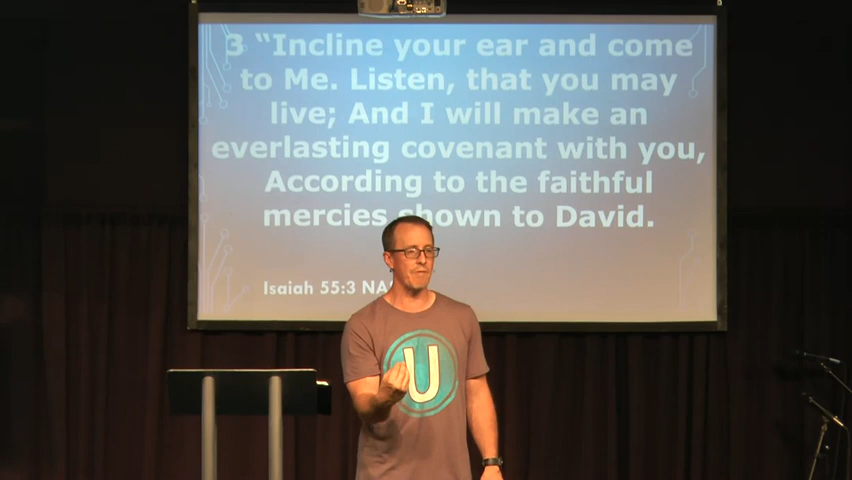 3 “Incline your ear and come
to Me. Listen, that you may
live; And I will make an
everlasting covenant with you,
According to the faithful
mercies shown to David.
Isaiah 55:3
U